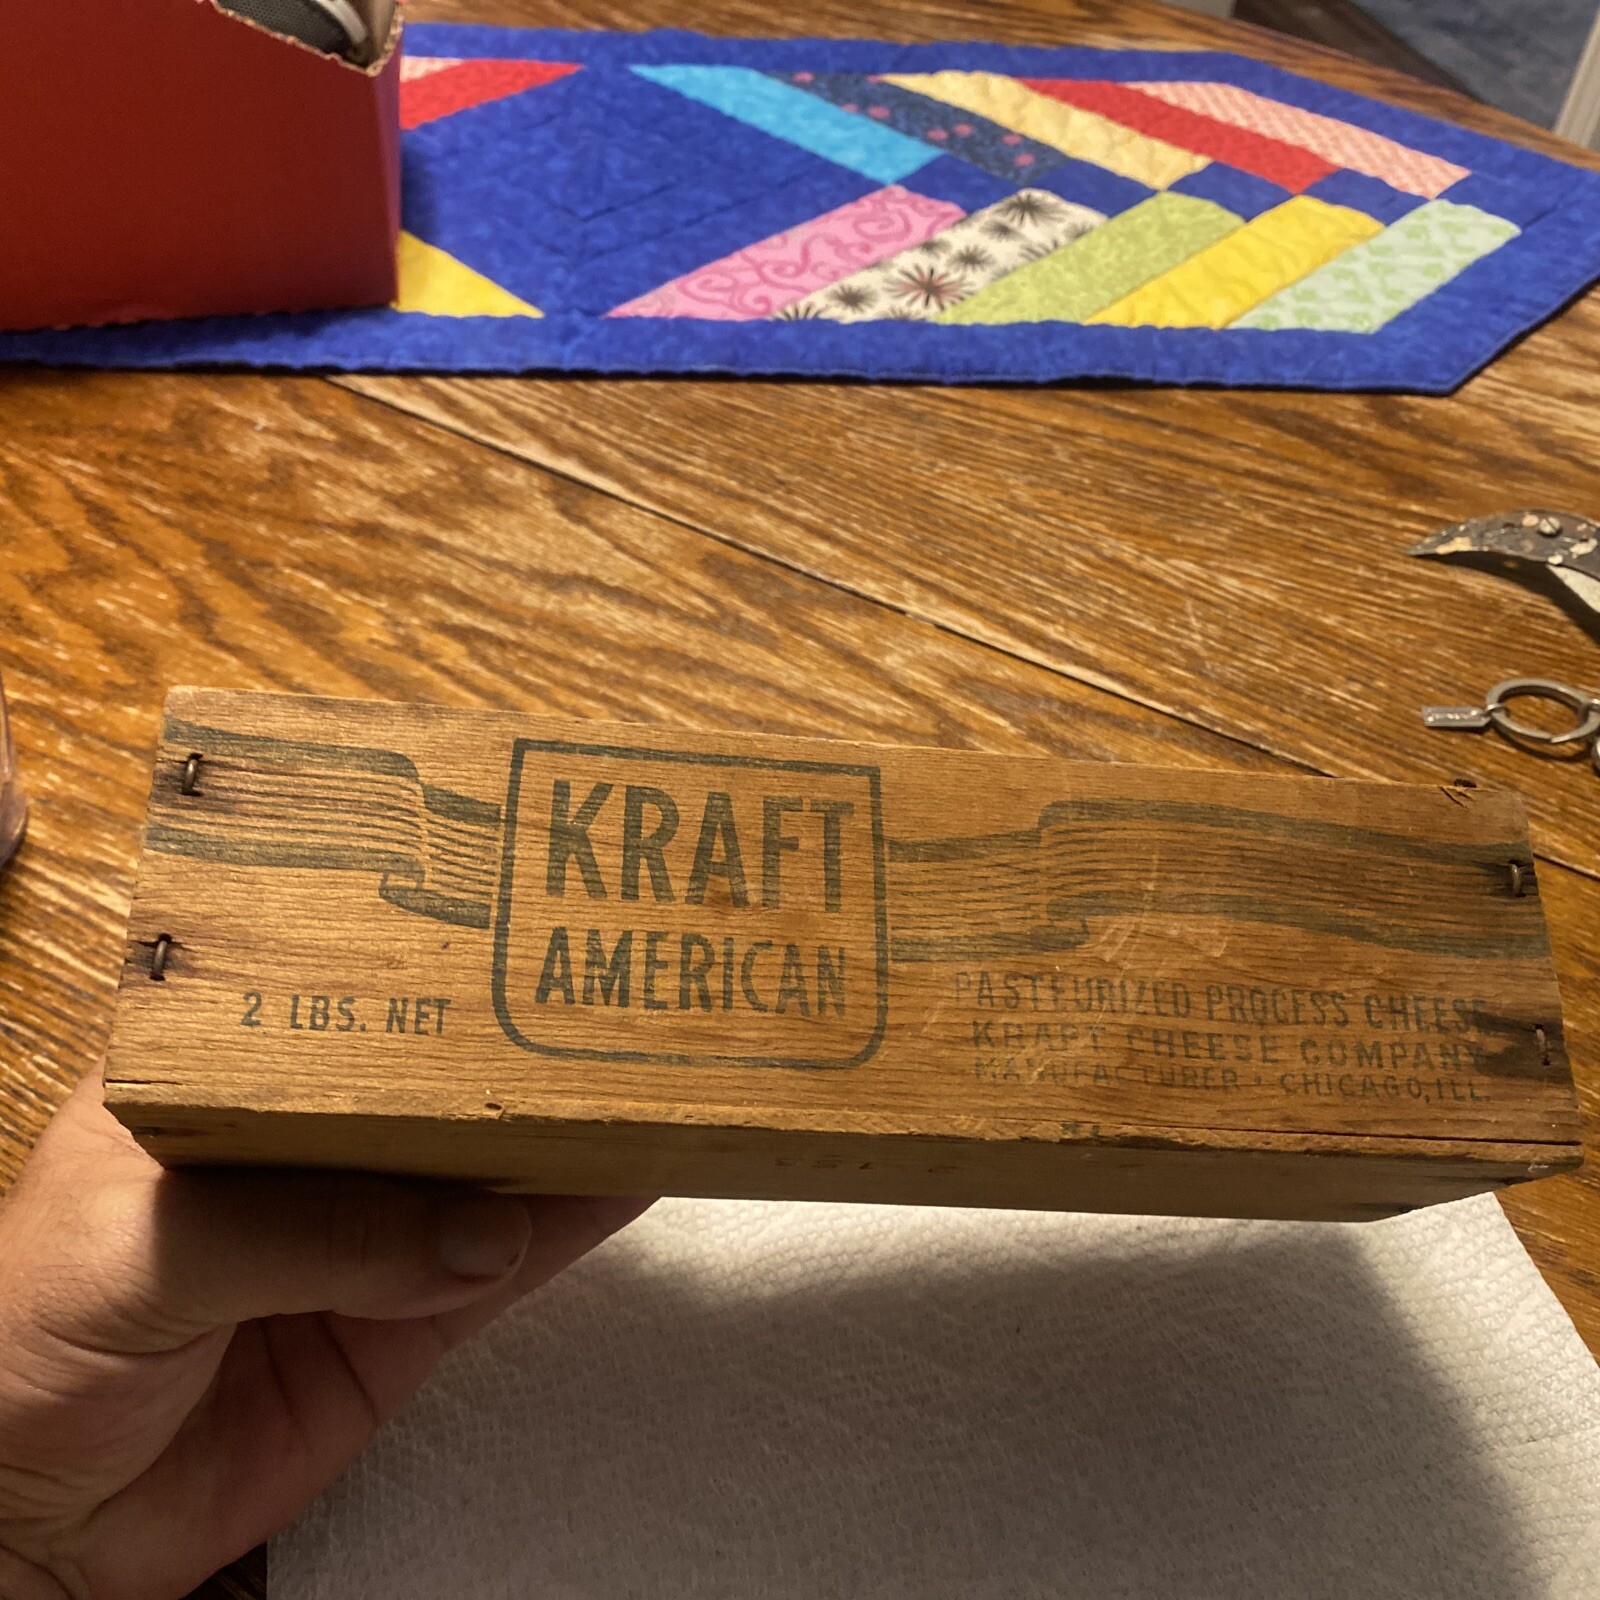 KRAFT
AMERICAN
2 LBS. NET
PASTEURIZED PROCESS CHEESE
KRAFT CHEESE COMPANY
MANUFACTURER · CHICAGO, ILL.